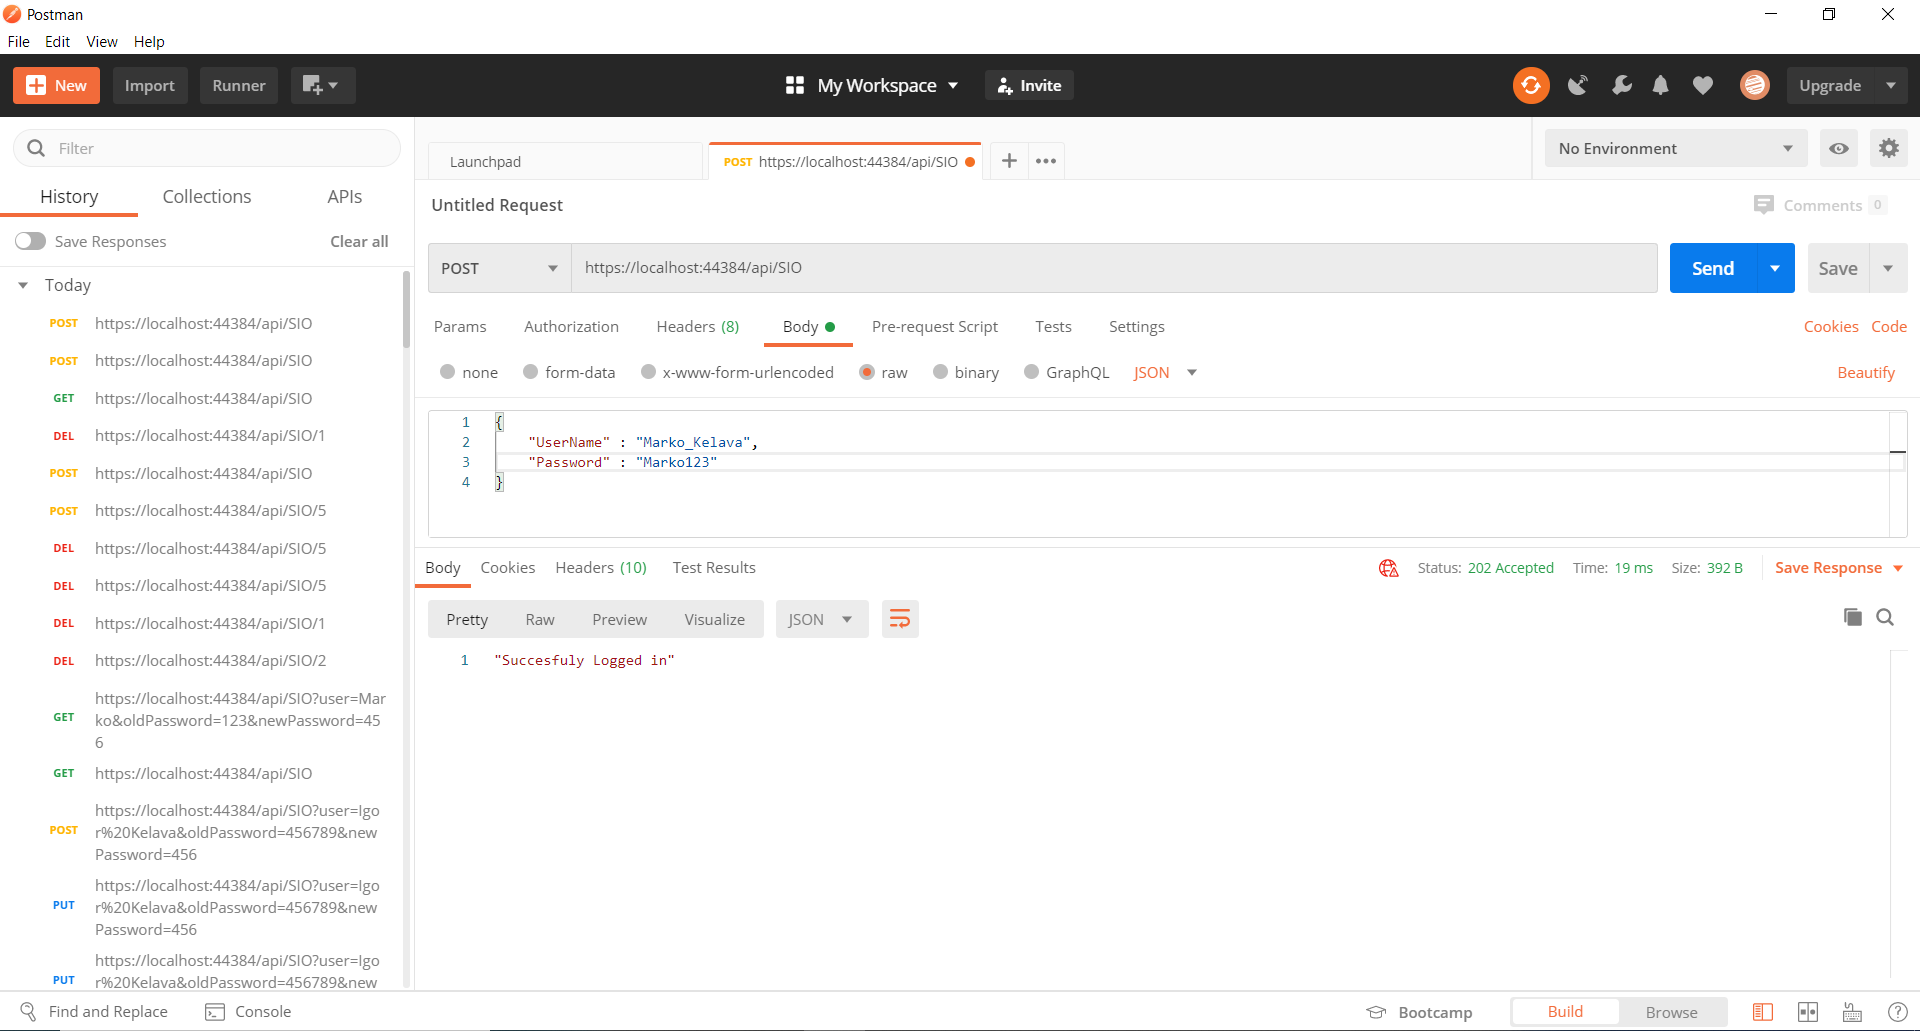 Postman
File Edit View Help
New Import Runner My Workspace Invite Upgrade
Filter
History Collections APIs
Save Responses Clear all
Today
POST https://localhost:44384/api/SIO
POST https://localhost:44384/api/SIO
GET https://localhost:44384/api/SIO
DEL https://localhost:44384/api/SIO/1
POST https://localhost:44384/api/SIO
POST https://localhost:44384/api/SIO/5
DEL https://localhost:44384/api/SIO/5
DEL https://localhost:44384/api/SIO/5
DEL https://localhost:44384/api/SIO/1
DEL https://localhost:44384/api/SIO/2
GET https://localhost:44384/api/SIO?user=Mar
ko&oldPassword=123&newPassword=45
6
GET https://localhost:44384/api/SIO
POST https://localhost:44384/api/SIO?user=Igo
r%20Kelava&oldPassword=456789&new
Password=456
PUT https://localhost:44384/api/SIO?user=Igo
r%20Kelava&oldPassword=456789&new
Password=456
PUT https://localhost:44384/api/SIO?user=Igo
r%20Kelava&oldPassword=456789&new
Launchpad POST https://localhost:44384/api/SIO No Environment
Untitled Request Comments 0
POST https://localhost:44384/api/SIO Send Save
Params Authorization Headers (8) Body Pre-request Script Tests Settings Cookies Code
none form-data x-www-form-urlencoded raw binary GraphQL JSON Beautify
1 {
2 "UserName" : "Marko_Kelava",
3 "Password" : "Marko123"
4 }
Body Cookies Headers (10) Test Results Status: 202 Accepted Time: 19 ms Size: 392 B Save Response
Pretty Raw Preview Visualize JSON
1 "Succesfuly Logged in"
Find and Replace Console Bootcamp Build Browse